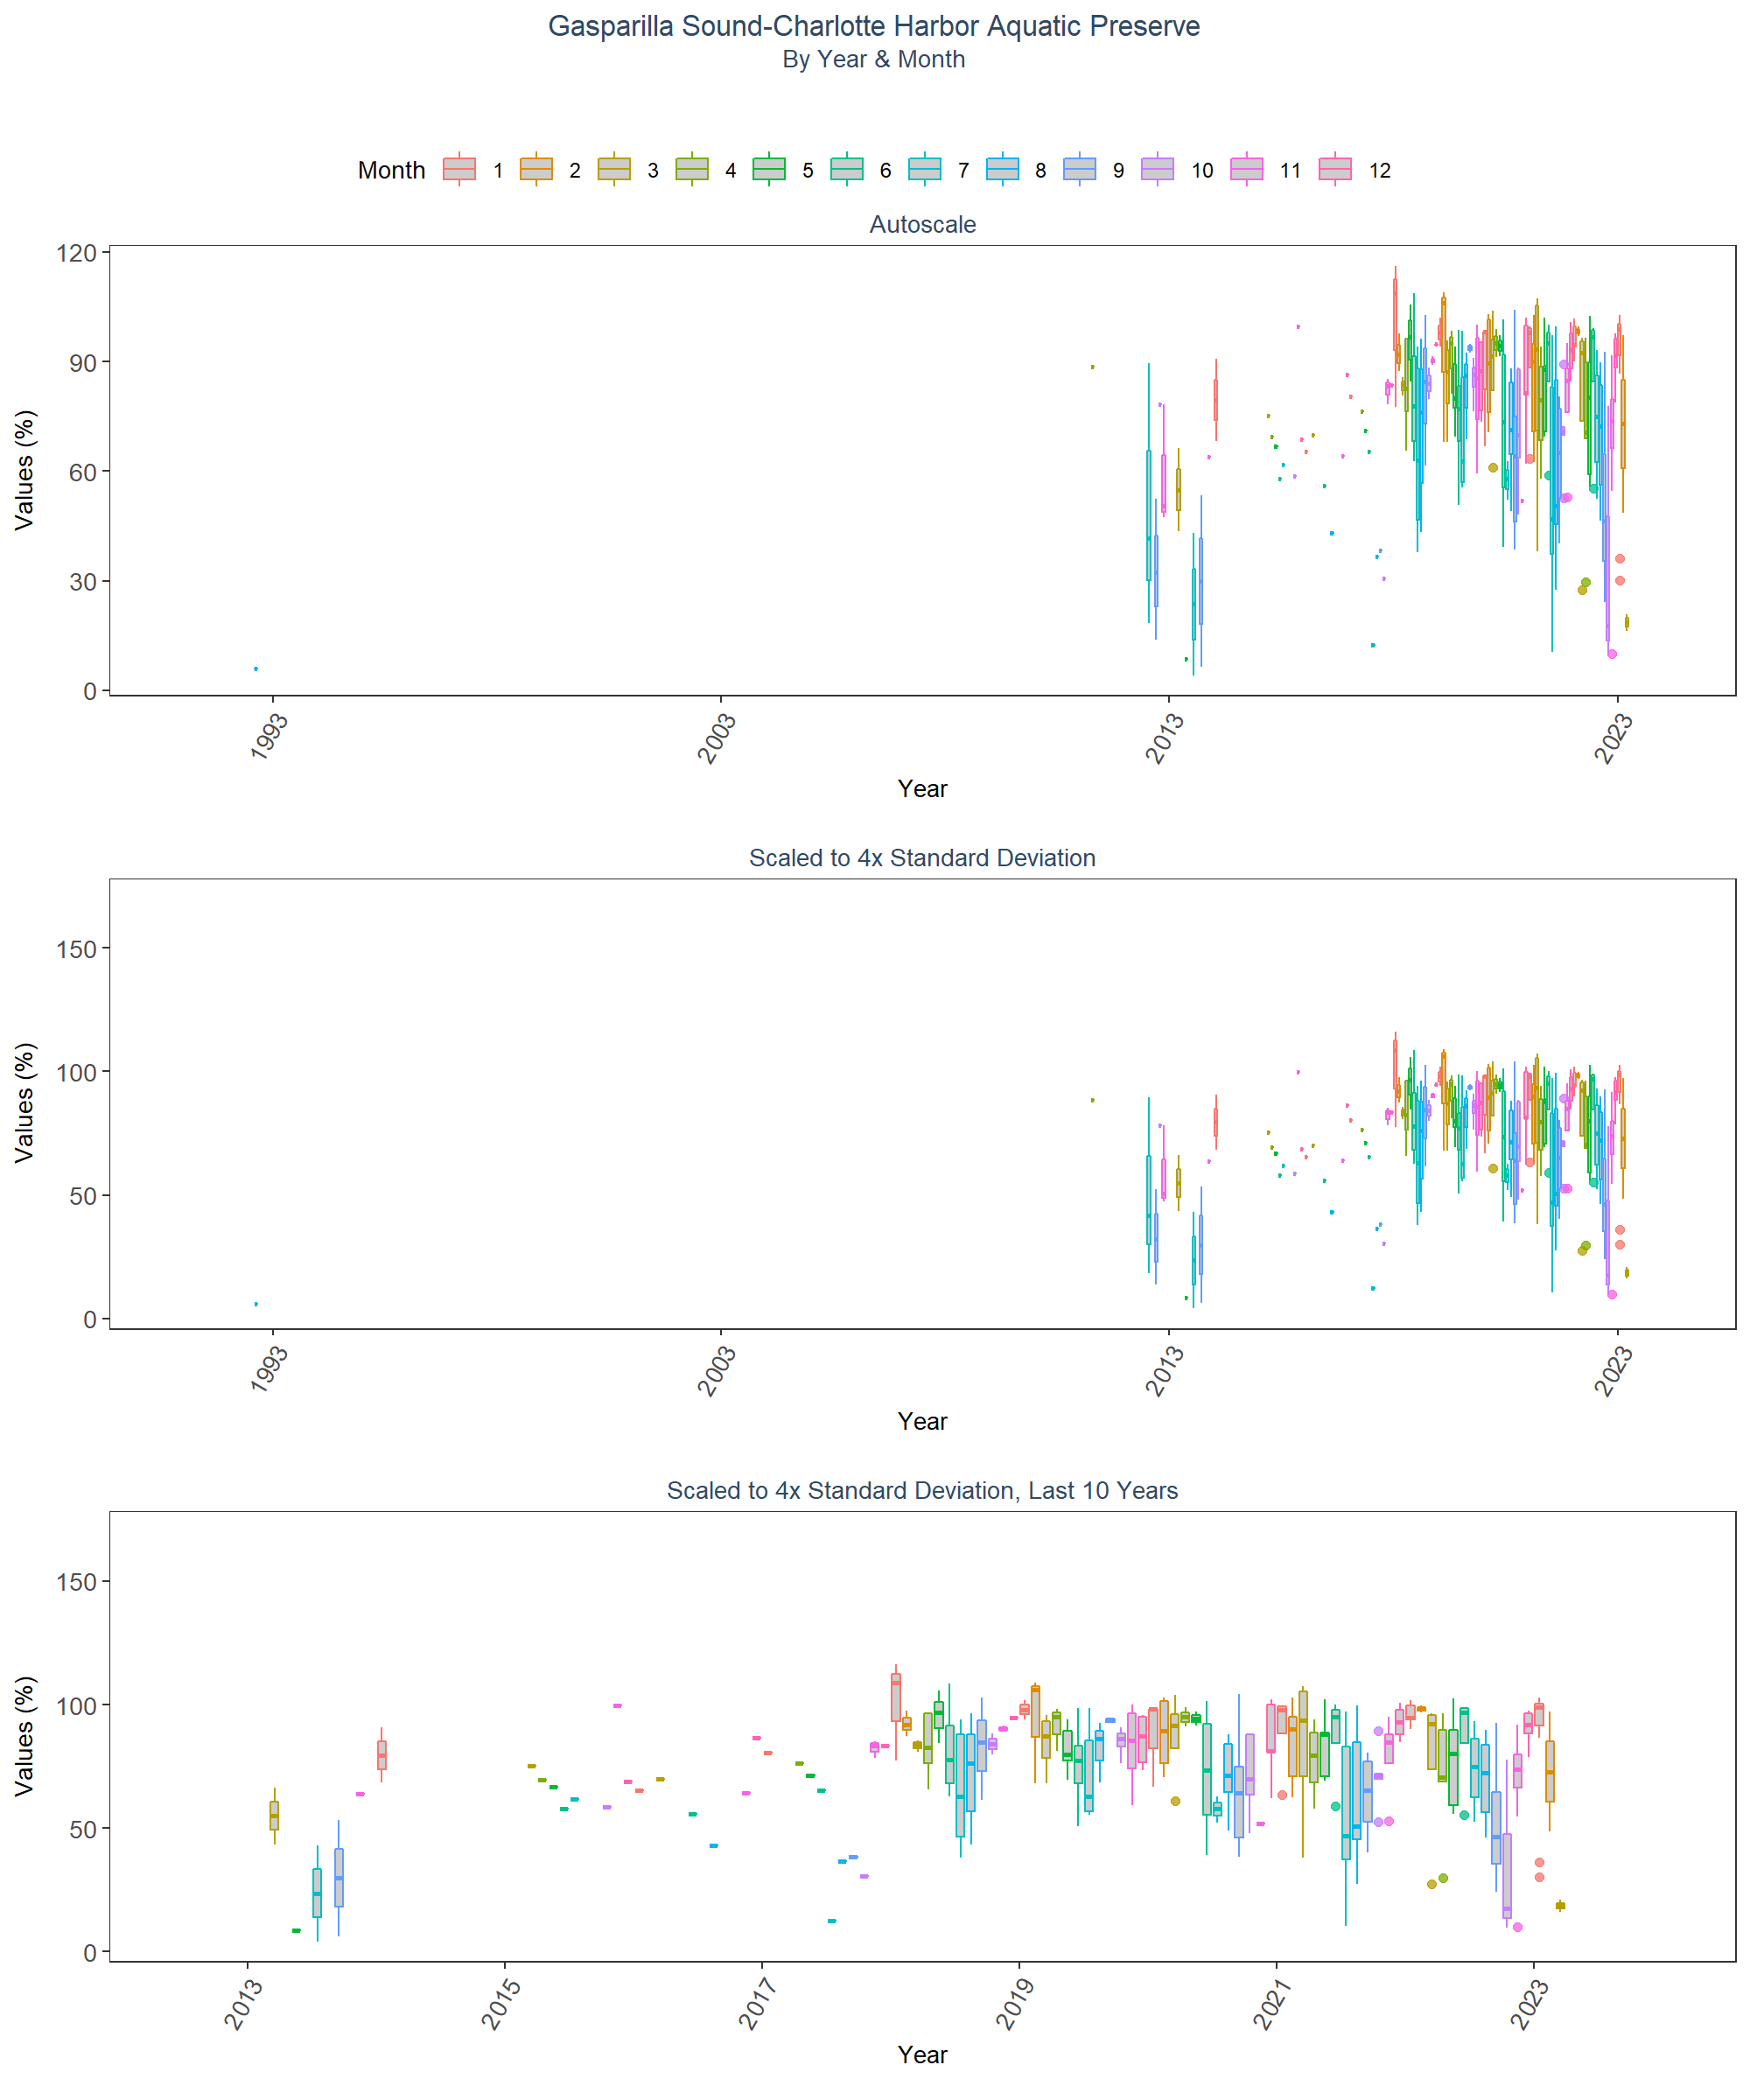 Gasparilla Sound-Charlotte Harbor Aquatic Preserve
By Year & Month
Month 1 2 3 4 5 6 7 8 9 10 11 12
Autoscale
120
90
60
30
0
Values (%)
1993 2003 2013 2023
Year
Scaled to 4x Standard Deviation
150
100
50
0
Values (%)
1993 2003 2013 2023
Year
Scaled to 4x Standard Deviation, Last 10 Years
150
100
50
0
Values (%)
2013 2015 2017 2019 2021 2023
Year